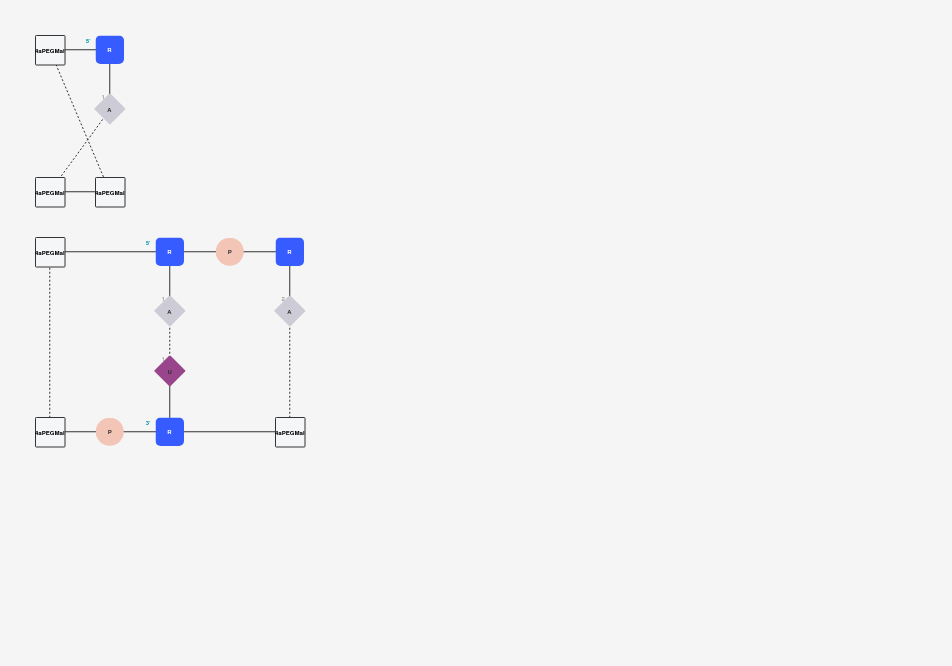 5'
4aPEGMal R
1
A
4aPEGMal 4aPEGMal
5'
4aPEGMal R P R
1 2
A A
1
U
3'
4aPEGMal P R 4aPEGMal